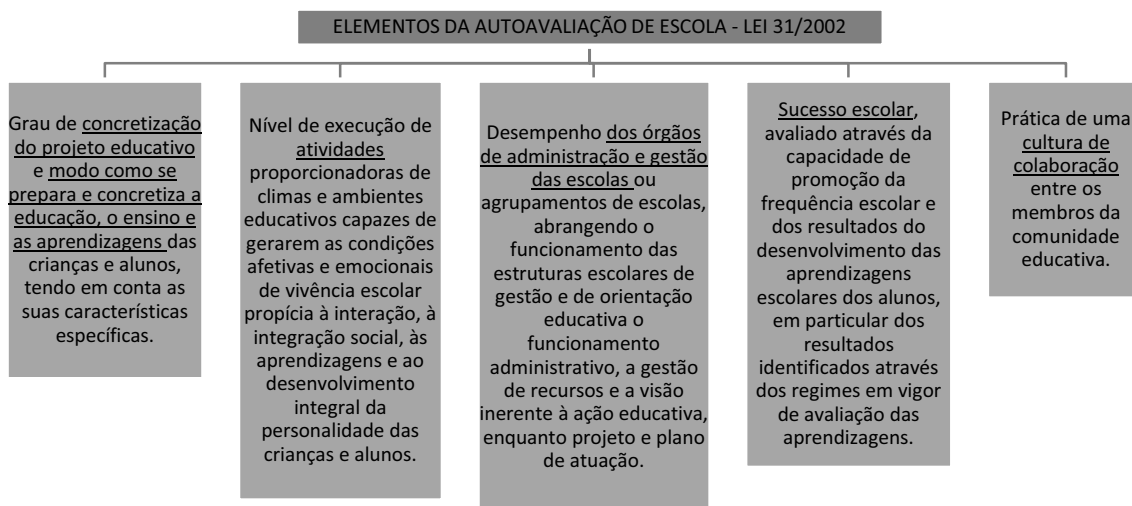 ELEMENTOS DA AUTOAVALIAÇÃO DE ESCOLA - LEI 31/2002
Grau de concretização
do projeto educativo
e modo como se
prepara e concretiza a
educação, o ensino e
as aprendizagens das
crianças e alunos,
tendo em conta as
suas características
específicas.
Nível de execução de
atividades
proporcionadoras de
climas e ambientes
educativos capazes de
gerarem as condições
afetivas e emocionais
de vivência escolar
propícia à interação, à
integração social, às
aprendizagens e ao
desenvolvimento
integral da
personalidade das
crianças e alunos.
Desempenho dos órgãos
de administração e gestão
das escolas ou
agrupamentos de escolas,
abrangendo o
funcionamento das
estruturas escolares de
gestão e de orientação
educativa o
funcionamento
administrativo, a gestão
de recursos e a visão
inerente à ação educativa,
enquanto projeto e plano
de atuação.
Sucesso escolar,
avaliado através da
capacidade de
promoção da
frequência escolar e
dos resultados do
desenvolvimento das
aprendizagens
escolares dos alunos,
em particular dos
resultados
identificados através
dos regimes em vigor
de avaliação das
aprendizagens.
Prática de uma
cultura de
colaboração
entre os
membros da
comunidade
educativa.